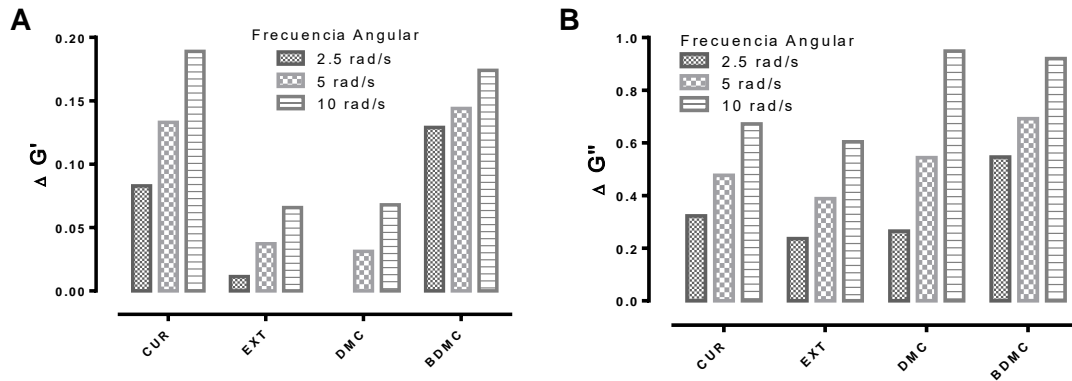 A
Δ G'
0.20
0.15
0.10
0.05
0.00
Frecuencia Angular
2.5 rad/s
5 rad/s
10 rad/s
CUR
EXT
DMC
BDMC
B
Δ G''
1.0
0.8
0.6
0.4
0.2
0.0
Frecuencia Angular
2.5 rad/s
5 rad/s
10 rad/s
CUR
EXT
DMC
BDMC